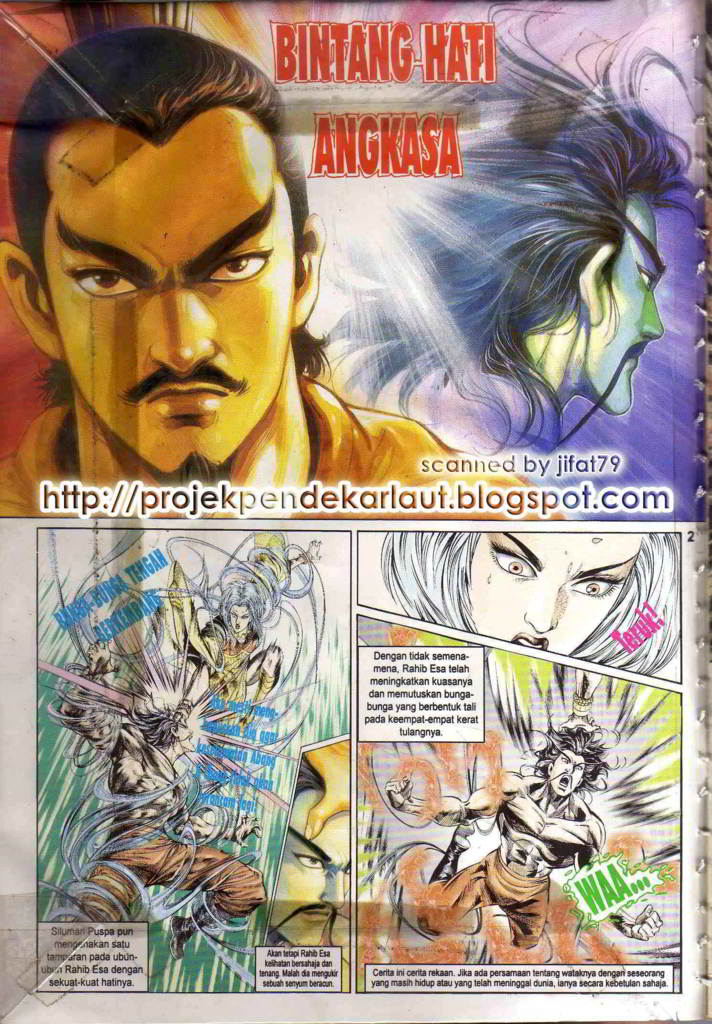 BINTANG HATI
ANGKASA
scanned by jifat79
http://projekpendekarlaut.blogspot.com
2
TENGAH
Teruk!
Dengan tidak semena-
mena, Rahib Esa telah
meningkatkan kuasanya
dan memutuskan bunga-
bunga yang berbentuk tali
pada keempat-empat kerat
tulangnya.
WAA...
Siluman Puspa pun
mengenakan satu
tamparan pada ubun-
ubun Rahib Esa dengan
sekuat-kuat hatinya.
Akan tetapi Rahib Esa
kelihatan bersahaja dan
tenang. Malah dia mengukir
sebuah senyum beracun.
Cerita ini cerita rekaan. Jika ada persamaan tentang wataknya dengan seseorang
yang masih hidup atau yang telah meninggal dunia, ianya secara kebetulan sahaja.